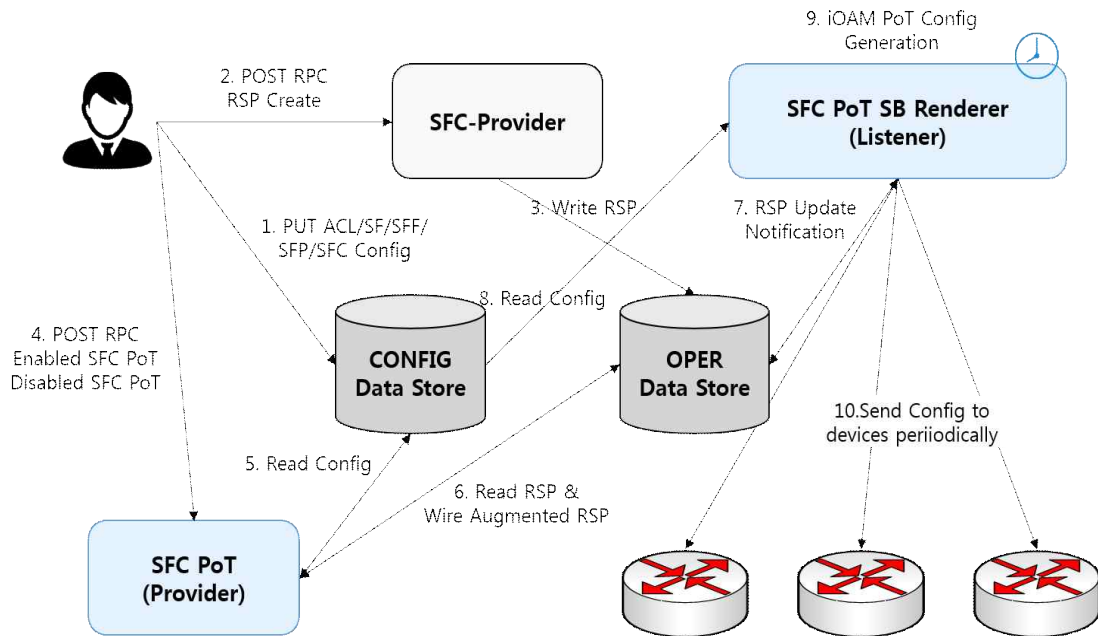 9. iOAM PoT Config
Generation
2. POST RPC
RSP Create
SFC-Provider
SFC PoT SB Renderer
(Listener)
3. Write RSP
7. RSP Update
Notification
1. PUT ACL/SF/SFF/
SFP/SFC Config
8. Read Config
4. POST RPC
Enabled SFC PoT
Disabled SFC PoT
CONFIG
Data Store
OPER
Data Store
10.Send Config to
devices periiodically
5. Read Config
6. Read RSP &
Wire Augmented RSP
SFC PoT
(Provider)